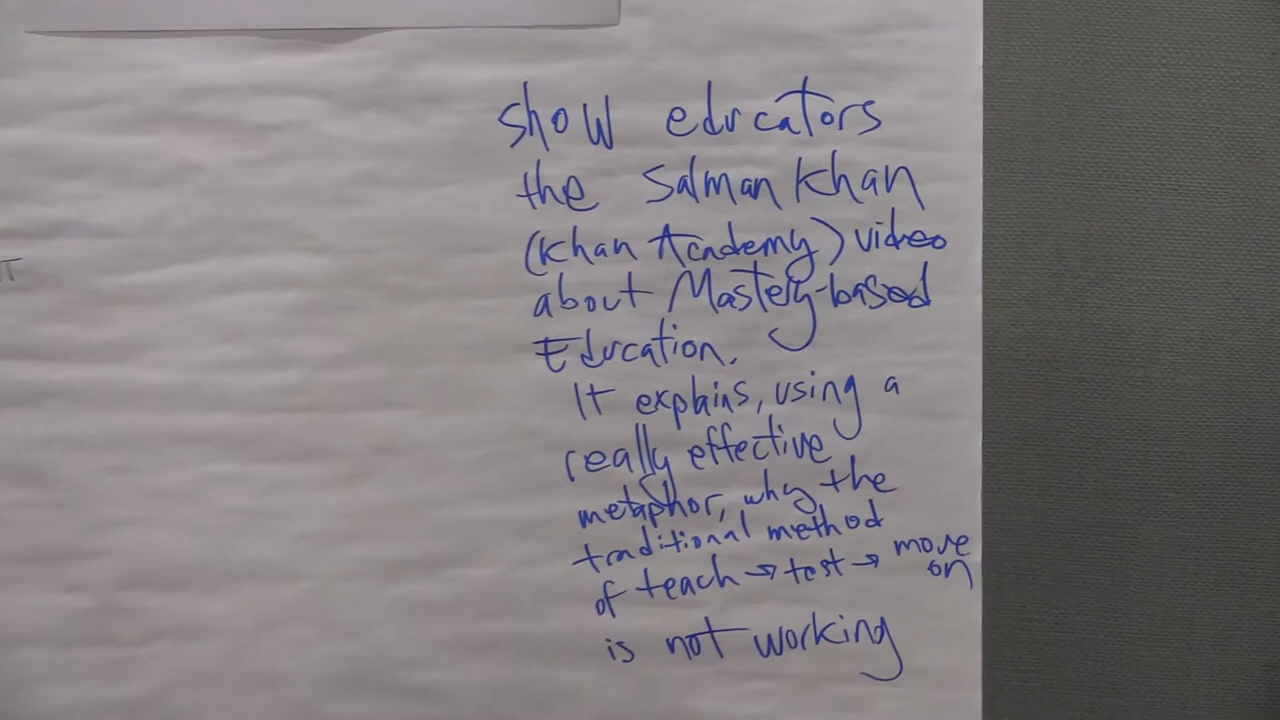 show educators
the Salman Khan
(Khan Academy) video
about Mastery-based
Education.
It explains, using a
really effective
metaphor, why the
traditional method
of teach → test → move on
is not working